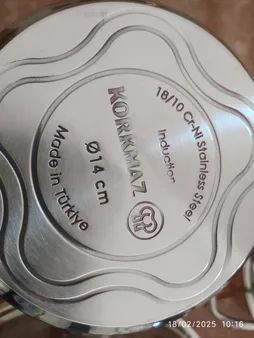 18/10 Cr-Ni Stainless Steel
Induction
KORKMAZ
Ø14 cm
Made in Türkiye
18/02/2025 10:16